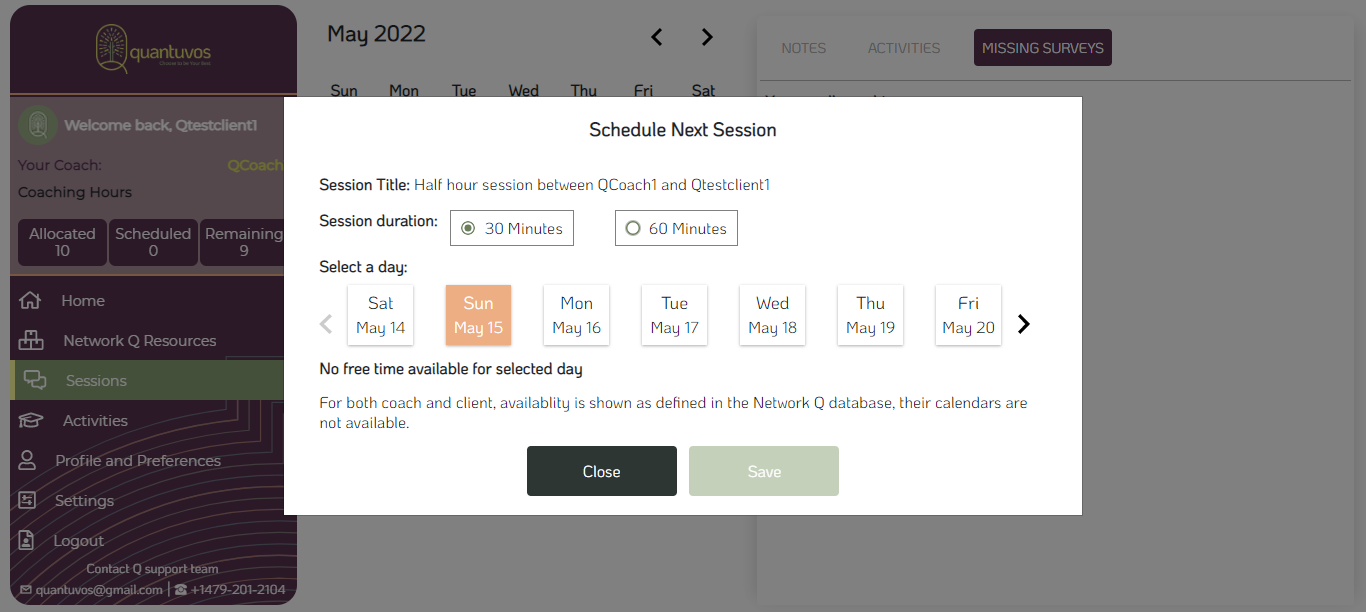 quantuvos
Choose to be Your Best
Welcome back, Qtestclient1
Your Coach:
QCoach
Coaching Hours
Allocated
10
Scheduled
0
Remaining
9
Home
Network Q Resources
Sessions
Activities
Profile and Preferences
Settings
Logout
Contact Q support team
quantuvos@gmail.com | +1479-201-2104
May 2022
Sun Mon Tue Wed Thu Fri Sat
NOTES ACTIVITIES MISSING SURVEYS
Schedule Next Session
Session Title: Half hour session between QCoach1 and Qtestclient1
Session duration: 30 Minutes 60 Minutes
Select a day:
Sat Sun Mon Tue Wed Thu Fri
May 14 May 15 May 16 May 17 May 18 May 19 May 20
No free time available for selected day
For both coach and client, availablity is shown as defined in the Network Q database, their calendars are
not available.
Close Save